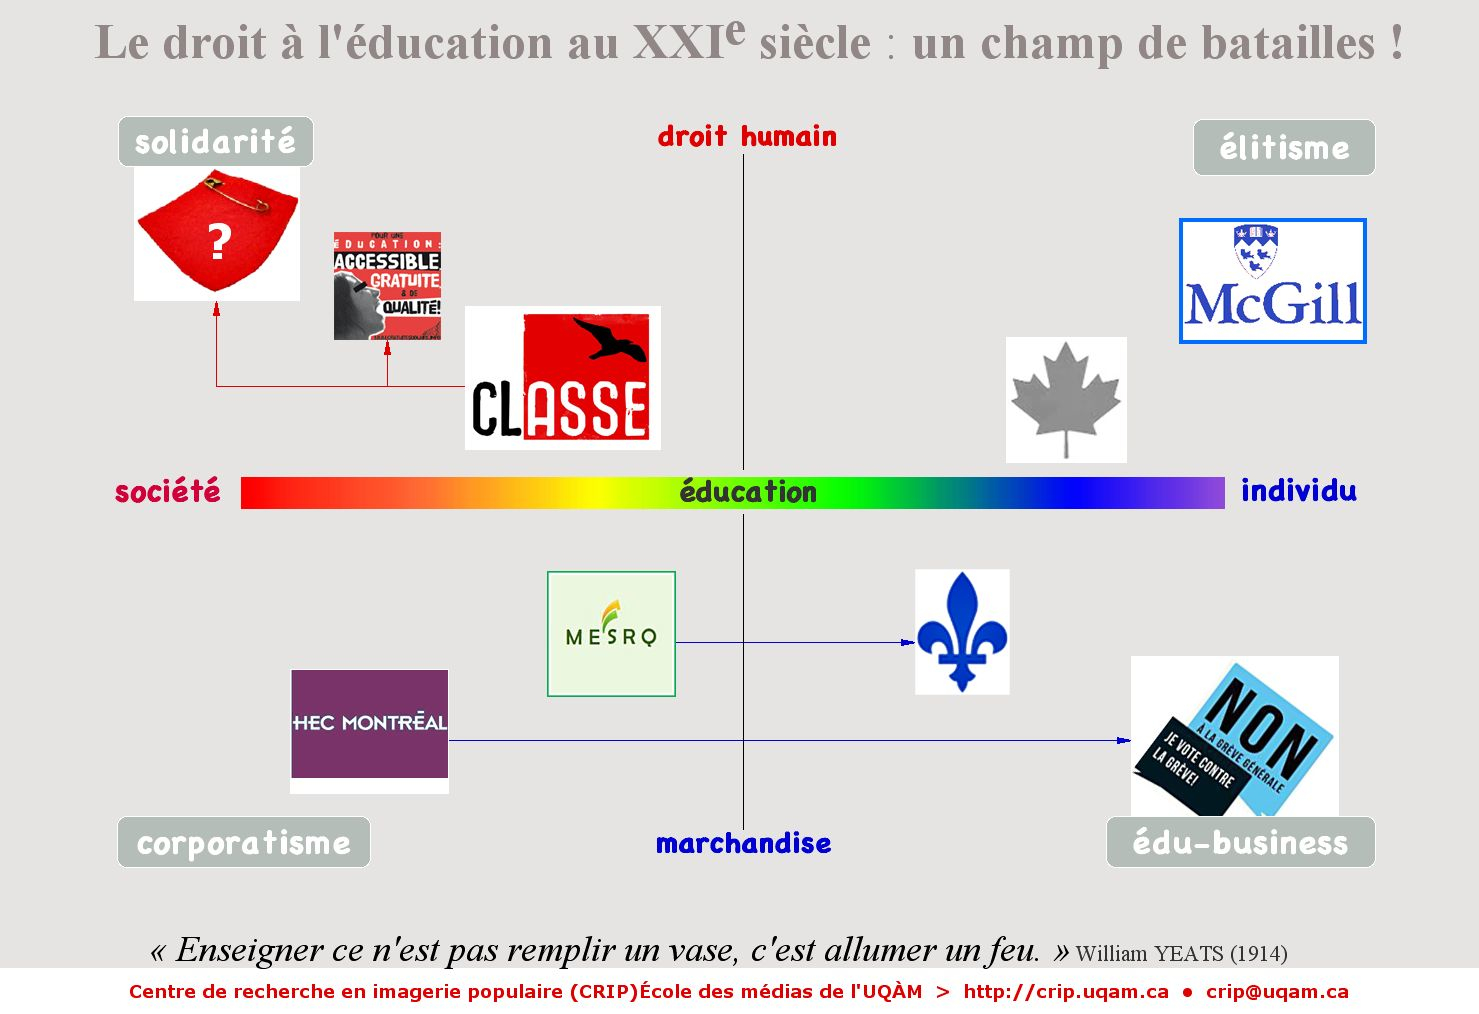 Le droit à l'éducation au XXIe siècle : un champ de batailles !
solidarité
droit humain
élitisme
?
POUR UNE
ÉDUCATION:
ACCESSIBLE
GRATUITE
& DE
QUALITÉ!
McGill
CLASSE
société
éducation
individu
MESRQ
HEC MONTRÉAL
NON
À LA GRÈVE GÉNÉRALE
JE VOTE CONTRE
LA GRÈVE!
corporatisme
marchandise
édu-business
« Enseigner ce n'est pas remplir un vase, c'est allumer un feu. » William YEATS (1914)
Centre de recherche en imagerie populaire (CRIP)École des médias de l'UQÀM > http://crip.uqam.ca ● crip@uqam.ca